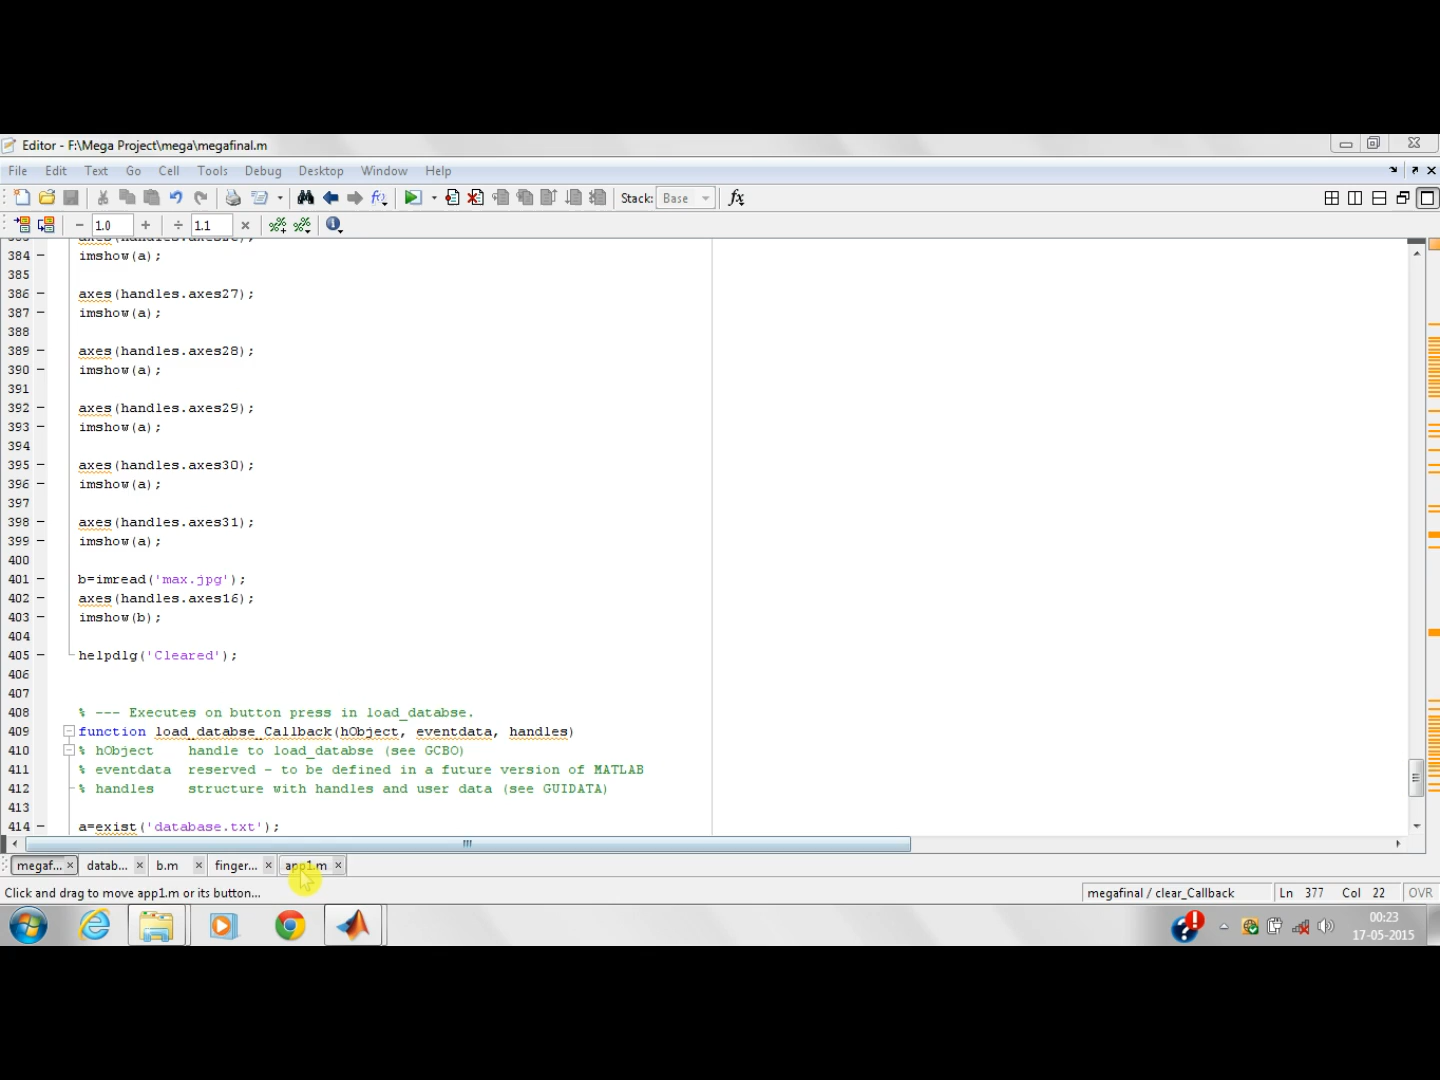 Editor - F:\Mega Project\mega\megafinal.m
File Edit Text Go Cell Tools Debug Desktop Window Help
Stack: Base fx
− 1.0 + ÷ 1.1 ×
384 imshow(a);
385
386 axes(handles.axes27);
387 imshow(a);
388
389 axes(handles.axes28);
390 imshow(a);
391
392 axes(handles.axes29);
393 imshow(a);
394
395 axes(handles.axes30);
396 imshow(a);
397
398 axes(handles.axes31);
399 imshow(a);
400
401 b=imread('max.jpg');
402 axes(handles.axes16);
403 imshow(b);
404
405 helpdlg('Cleared');
406
407
408 % --- Executes on button press in load_databse.
409 function load_databse_Callback(hObject, eventdata, handles)
410 % hObject    handle to load_databse (see GCBO)
411 % eventdata  reserved - to be defined in a future version of MATLAB
412 % handles    structure with handles and user data (see GUIDATA)
413
414 a=exist('database.txt');
megaf... × datab... × b.m × finger... × app1.m ×
Click and drag to move app1.m or its button... megafinal / clear_Callback Ln 377 Col 22 OVR
00:23
17-05-2015